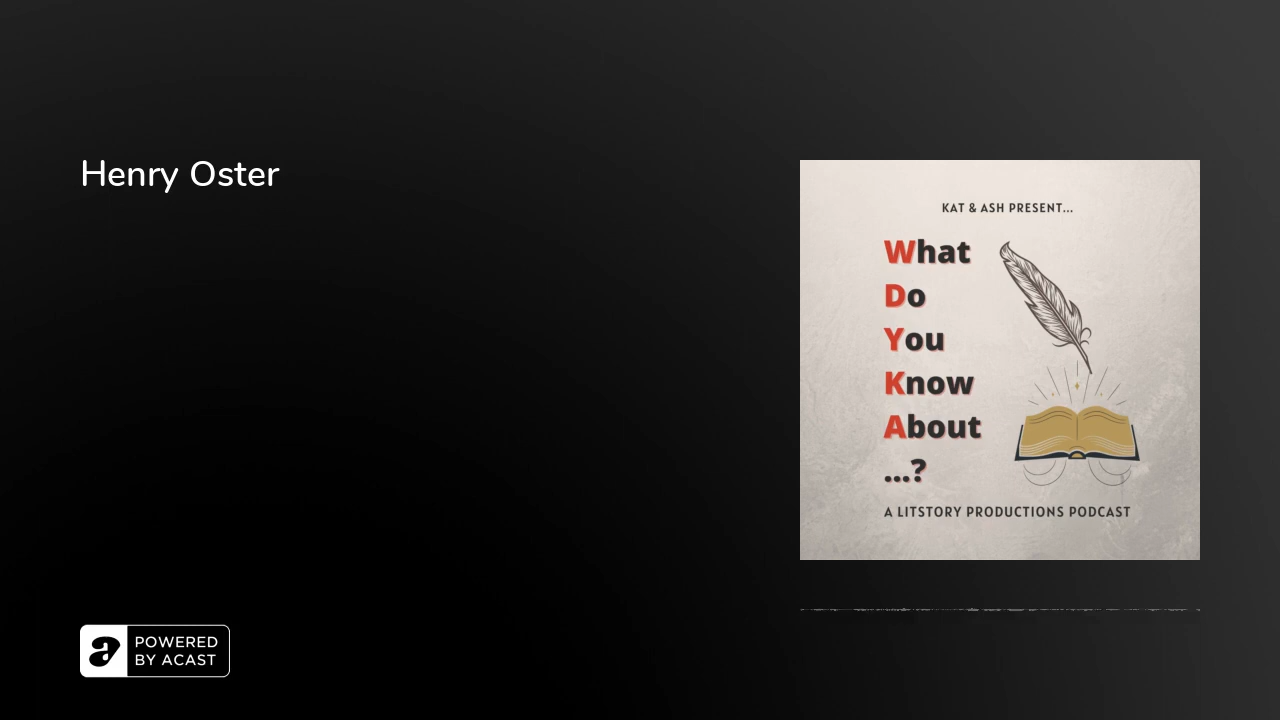 Henry Oster
KAT & ASH PRESENT...
What
Do
You
Know
About
...?
A LITSTORY PRODUCTIONS PODCAST
POWERED
BY ACAST